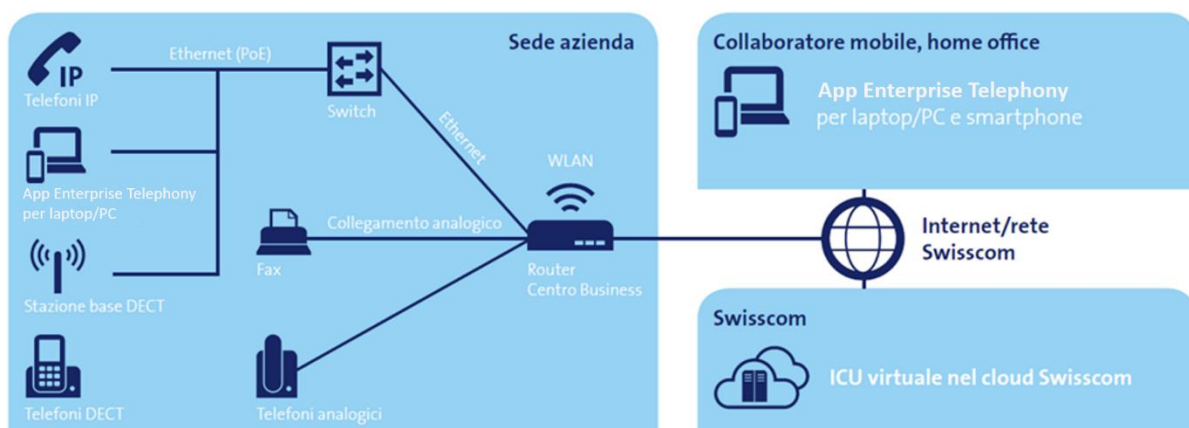 Sede azienda
Ethernet (PoE)
IP
Telefoni IP
Switch
App Enterprise Telephony
per laptop/PC
Ethernet
WLAN
Collegamento analogico
Fax
Router
Centro Business
Stazione base DECT
Telefoni DECT
Telefoni analogici
Collaboratore mobile, home office
App Enterprise Telephony
per laptop/PC e smartphone
Internet/rete
Swisscom
Swisscom
ICU virtuale nel cloud Swisscom